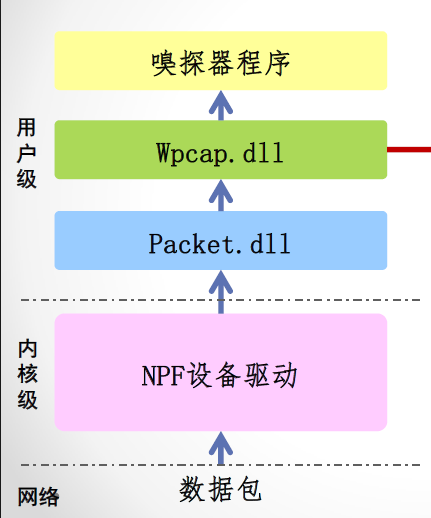 嗅探器程序
用户级
Wpcap.dll
Packet.dll
内核级
NPF设备驱动
网络
数据包